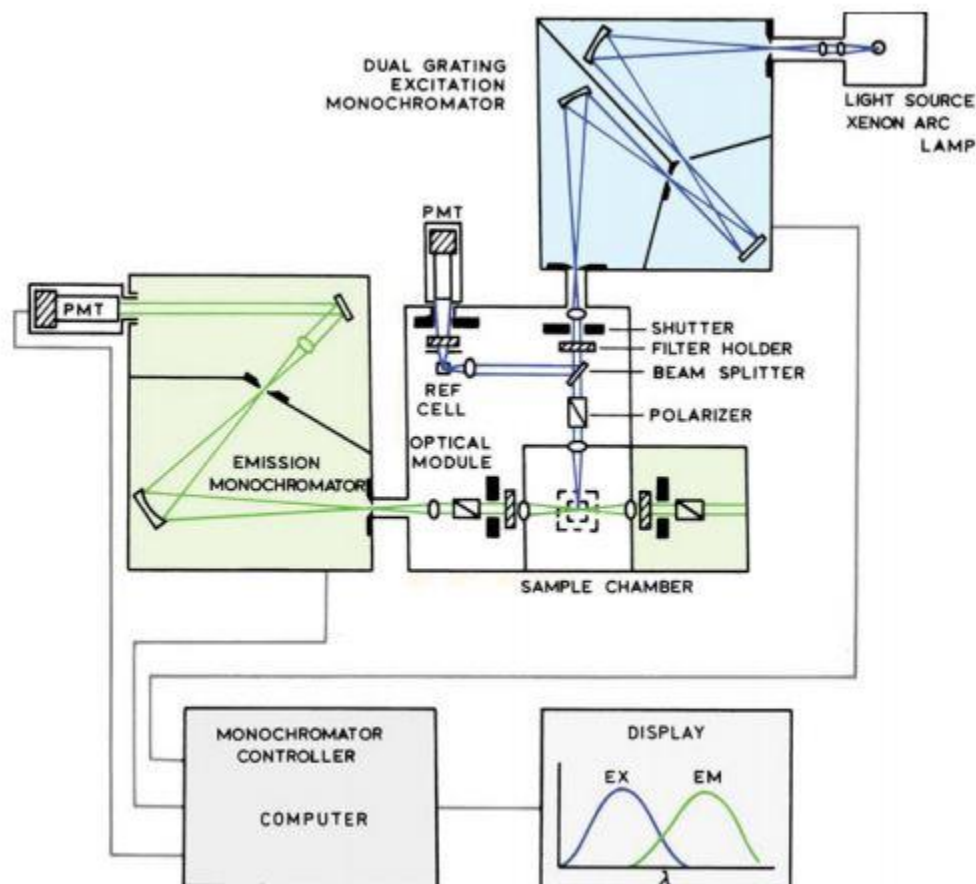 DUAL GRATING
EXCITATION
MONOCHROMATOR
LIGHT SOURCE
XENON ARC
LAMP
PMT
PMT
SHUTTER
FILTER HOLDER
BEAM SPLITTER
REF
CELL
POLARIZER
OPTICAL
MODULE
EMISSION
MONOCHROMATOR
SAMPLE CHAMBER
MONOCHROMATOR
CONTROLLER
COMPUTER
DISPLAY
EX EM
λ